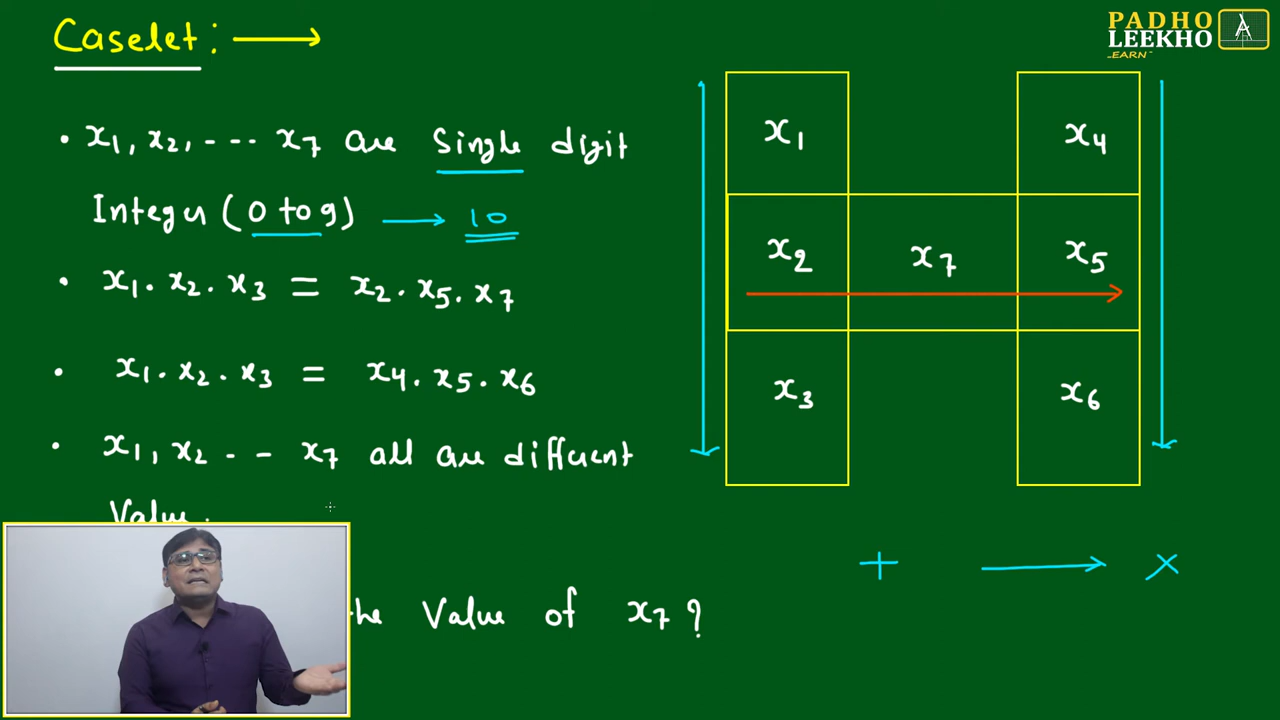 Caselet :
PADHO
LEEKHO
EARN
• x1, x2, --- x7 are Single digit
Integer ( 0 to 9 ) → 10
• x1 . x2 . x3 = x2 . x5 . x7
• x1 . x2 . x3 = x4 . x5 . x6
• x1, x2 - - x7 all are different
Value.
the Value of x7 ?
x1 x4
x2 x7 x5
x3 x6
+ → ×